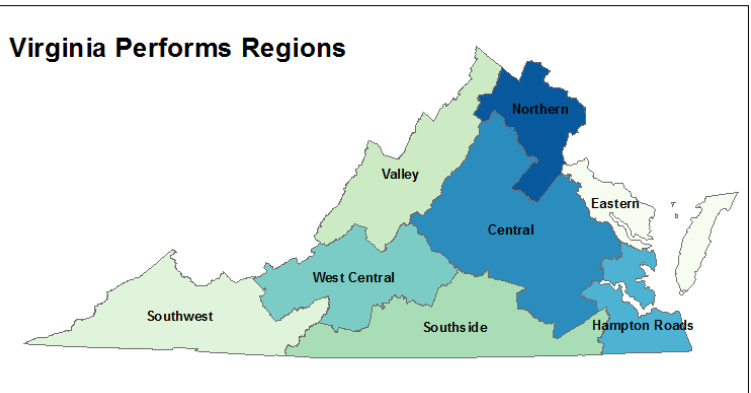 Virginia Performs Regions
Northern
Valley
Eastern
Central
West Central
Southwest
Southside
Hampton Roads